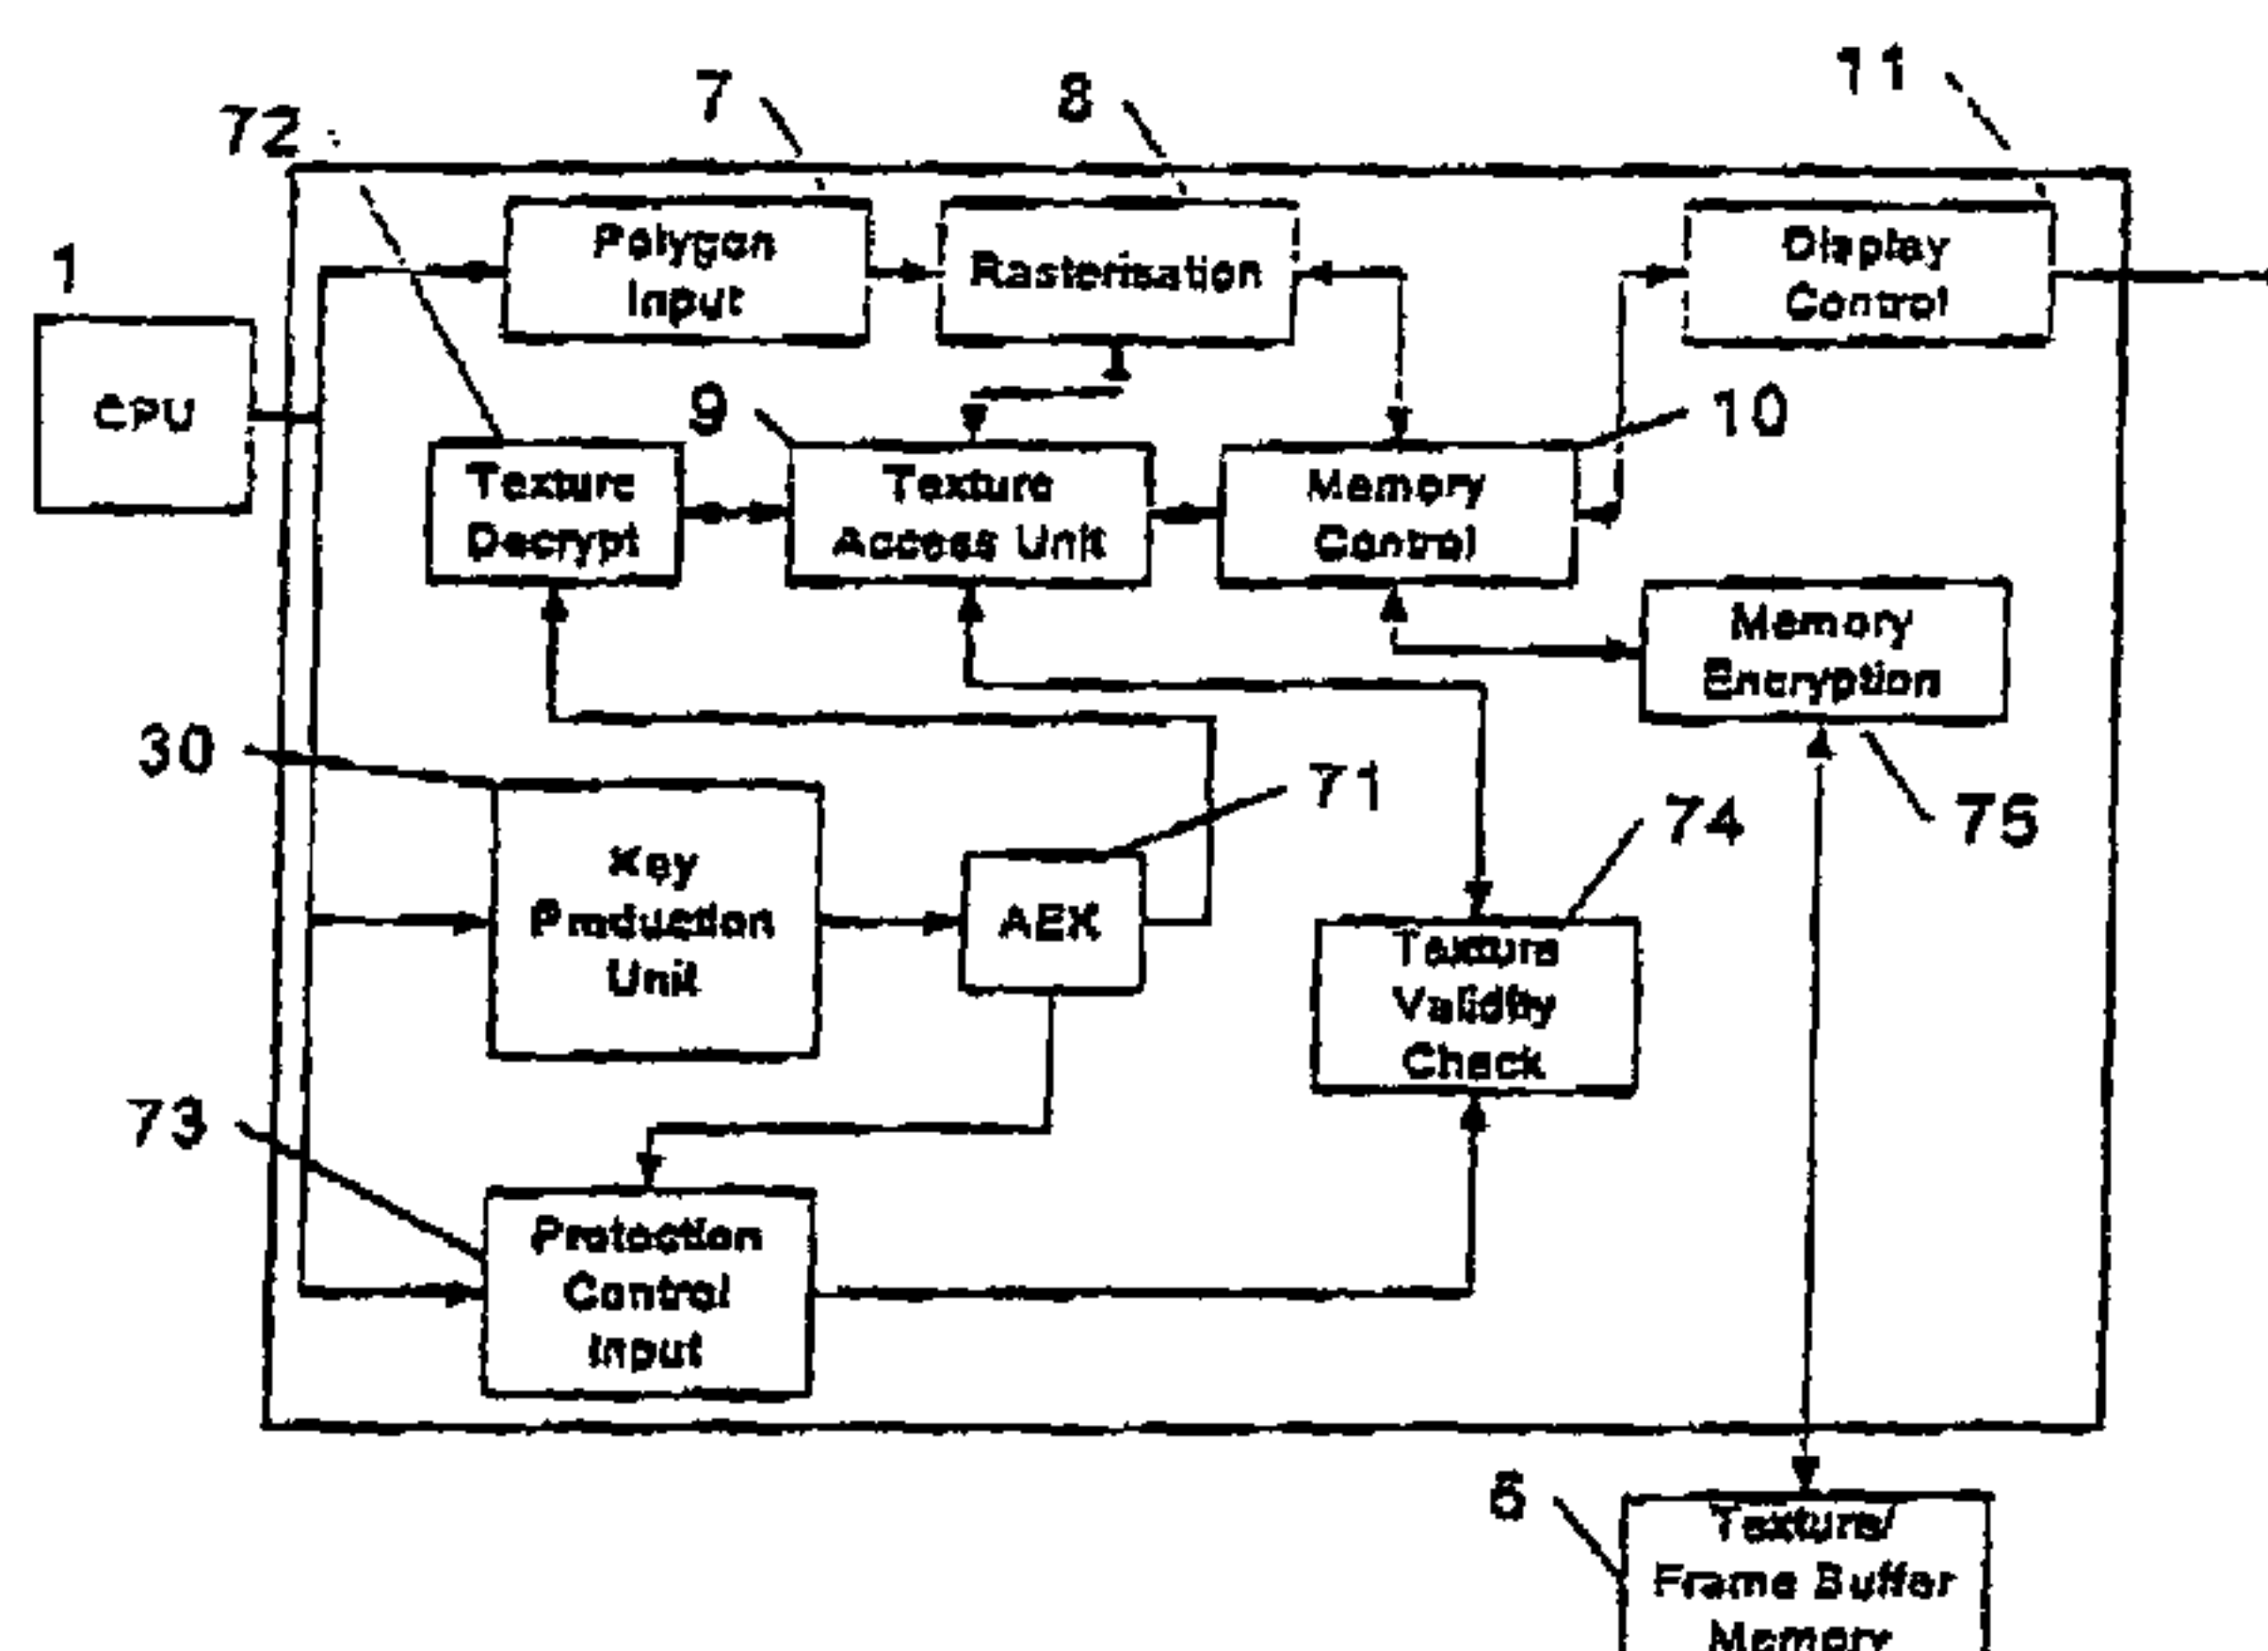 11
7
8
72
Polygon
Input
Rasterisation
Display
Control
1
CPU
9
10
Texture
Decrypt
Texture
Access Unit
Memory
Control
Memory
Encryption
30
71
74
75
Key
Production
Unit
AEX
Texture
Validity
Check
73
Protection
Control
Input
Texture/
Frame Buffer
Memory